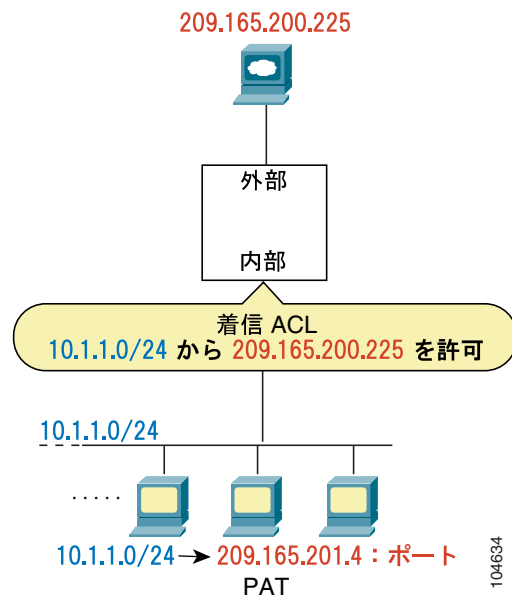 209.165.200.225
外部
内部
着信 ACL
10.1.1.0/24 から 209.165.200.225 を許可
10.1.1.0/24
10.1.1.0/24 → 209.165.201.4：ポート
PAT
104634